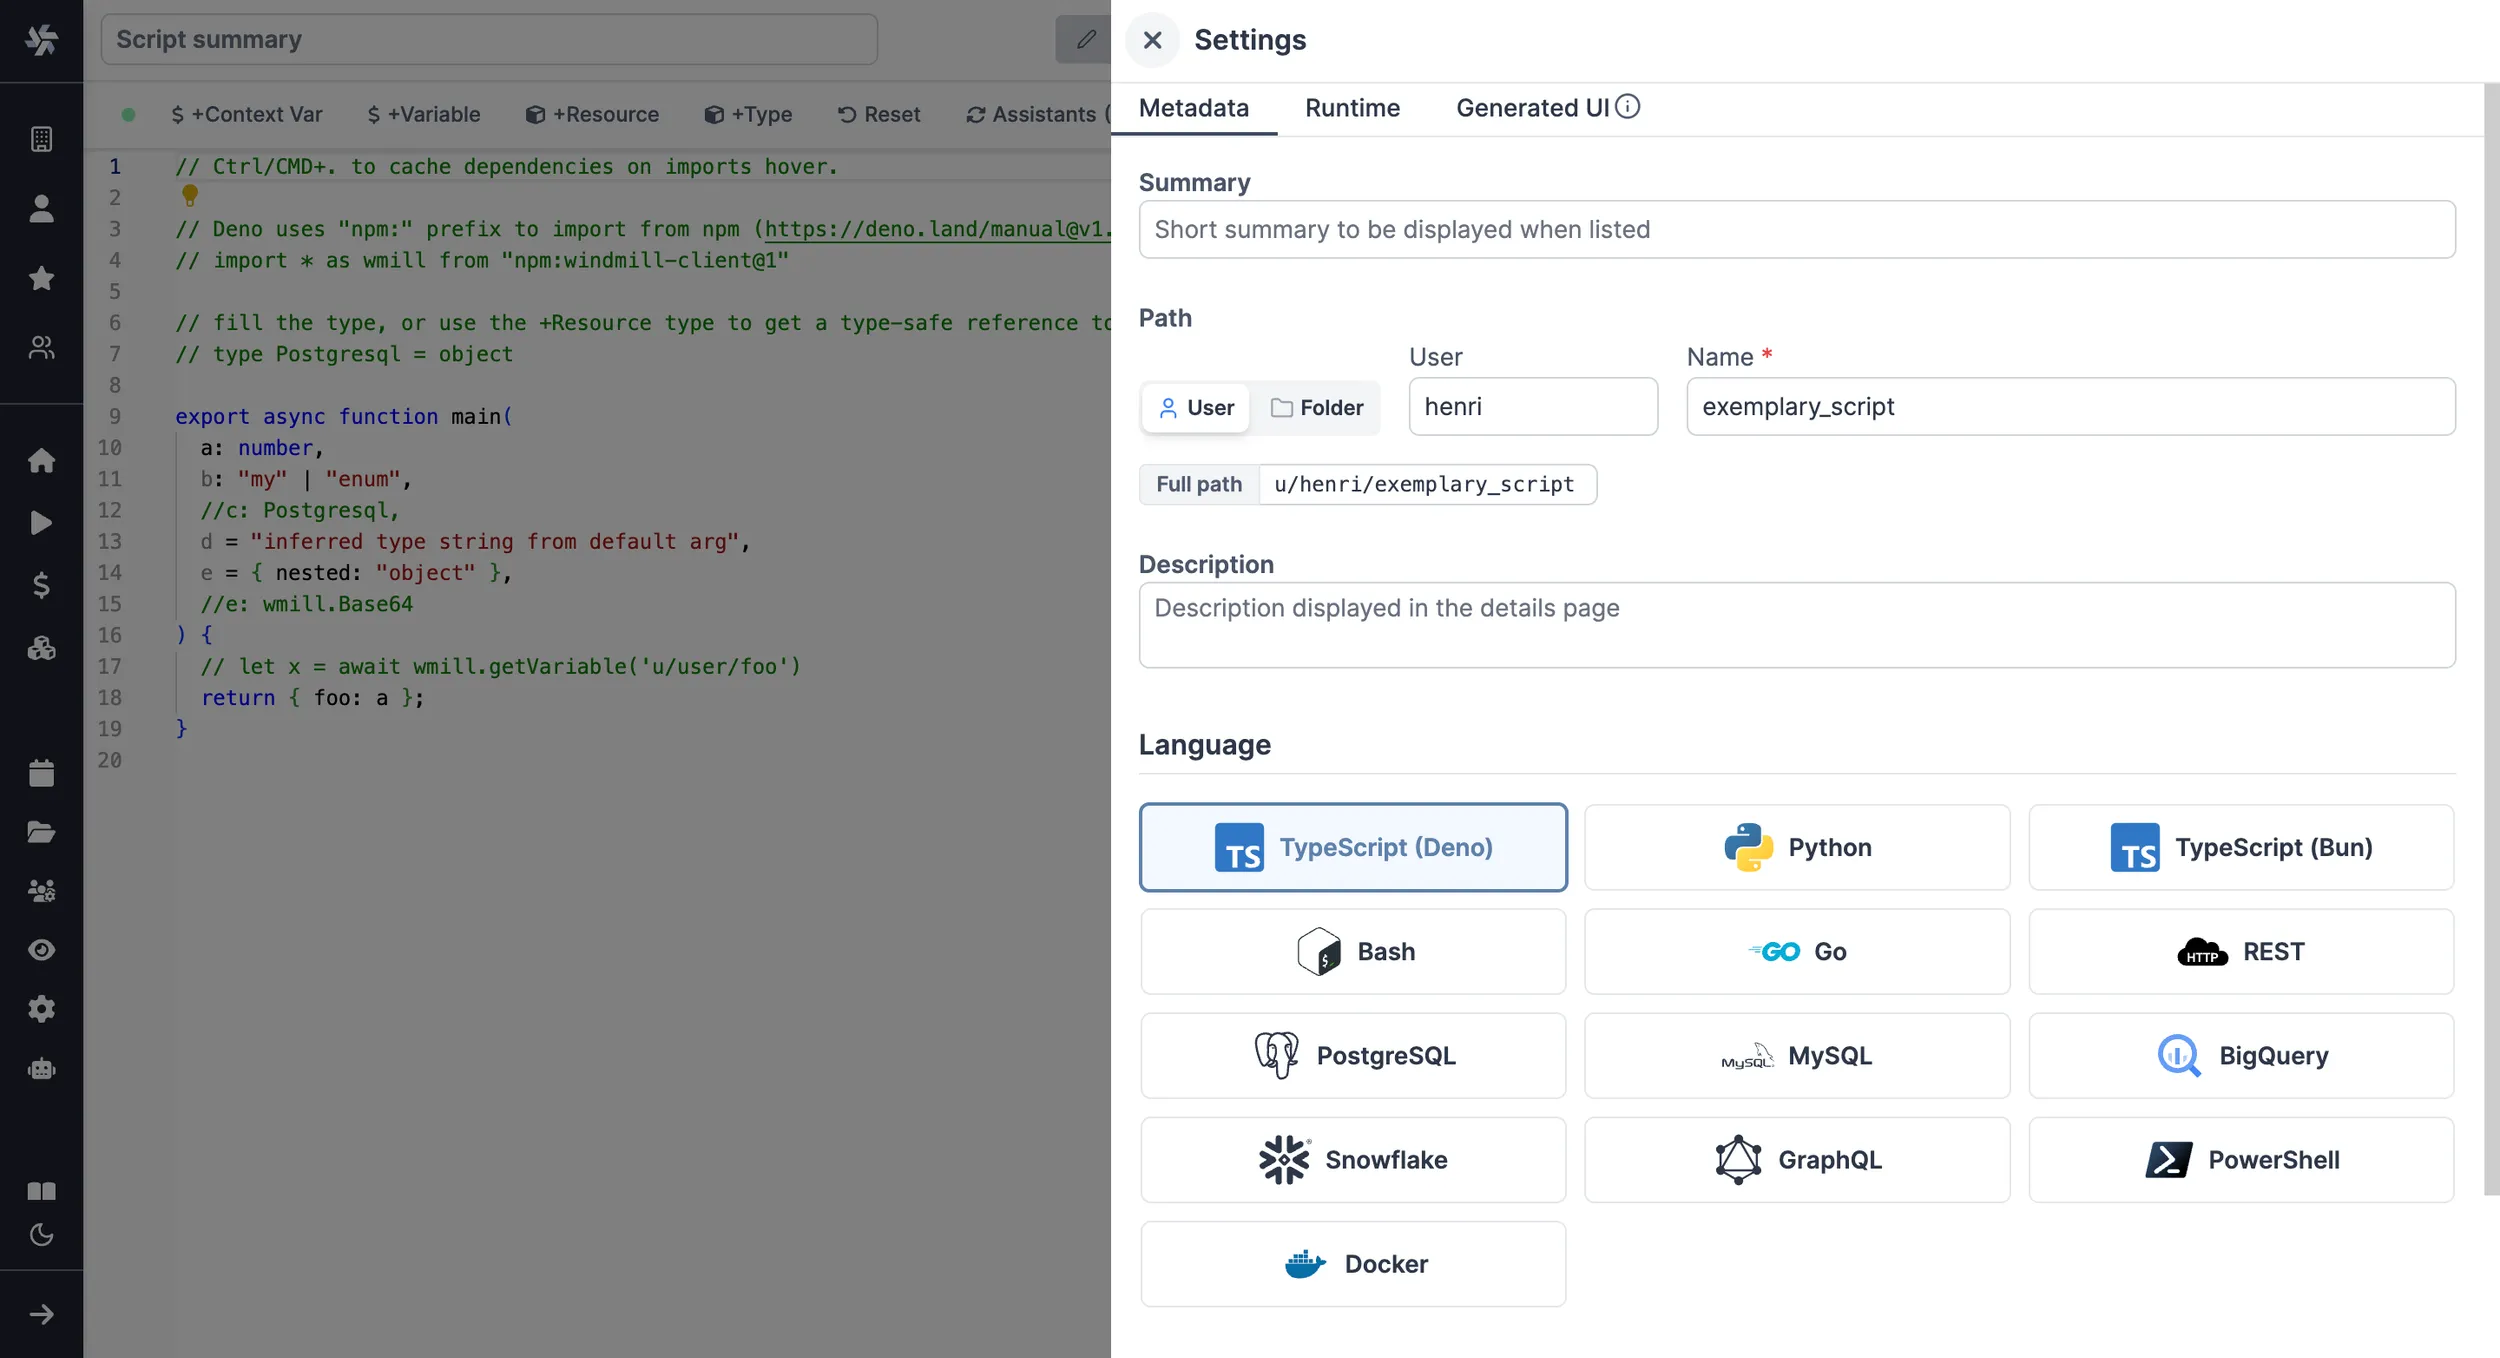 Script summary
+Context Var
+Variable
+Resource
+Type
Reset
Assistants (
1 // Ctrl/CMD+. to cache dependencies on imports hover.
2
3 // Deno uses "npm:" prefix to import from npm (https://deno.land/manual@v1.
4 // import * as wmill from "npm:windmill-client@1"
5
6 // fill the type, or use the +Resource type to get a type-safe reference to
7 // type Postgresql = object
8
9 export async function main(
10 a: number,
11 b: "my" | "enum",
12 //c: Postgresql,
13 d = "inferred type string from default arg",
14 e = { nested: "object" },
15 //e: wmill.Base64
16 ) {
17 // let x = await wmill.getVariable('u/user/foo')
18 return { foo: a };
19 }
20
Settings
Metadata
Runtime
Generated UI
Summary
Short summary to be displayed when listed
Path
User
Name *
User
Folder
henri
exemplary_script
Full path
u/henri/exemplary_script
Description
Description displayed in the details page
Language
TS TypeScript (Deno)
Python
TS TypeScript (Bun)
Bash
GO Go
HTTP REST
PostgreSQL
MySQL MySQL
BigQuery
Snowflake
GraphQL
PowerShell
Docker